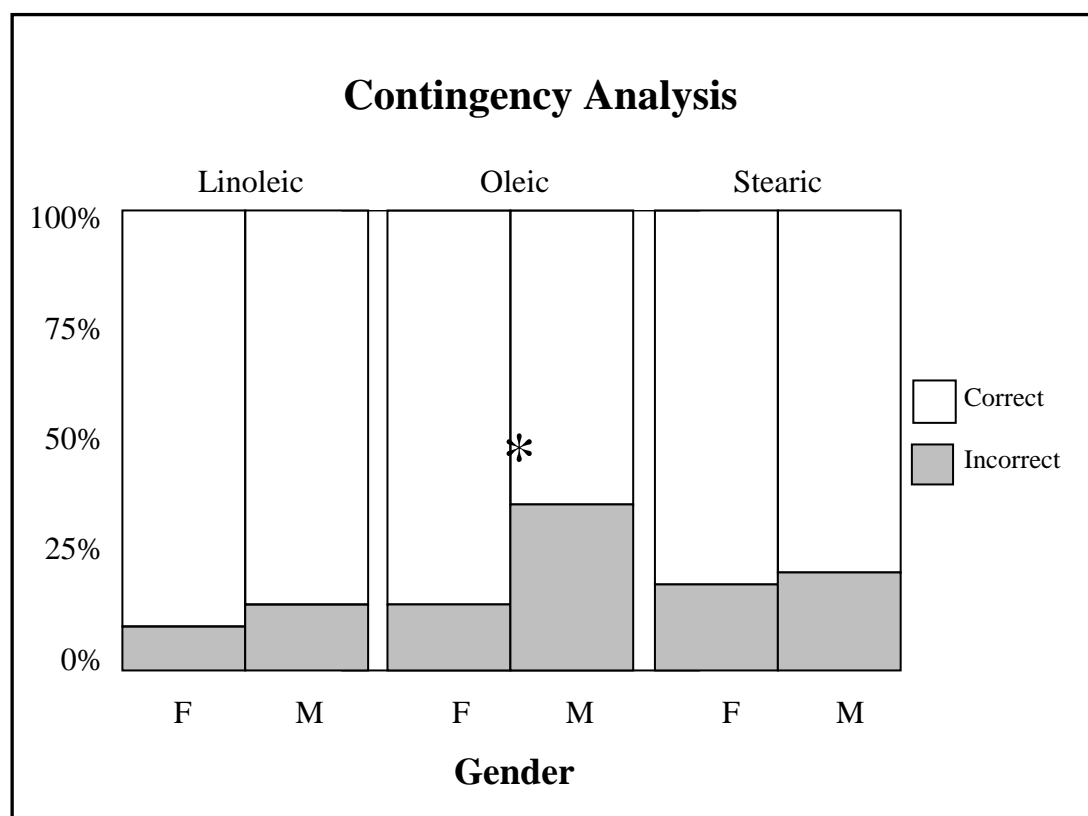 Contingency Analysis
Linoleic Oleic Stearic
100%
75%
50%
25%
0%
*
Correct
Incorrect
F M F M F M
Gender